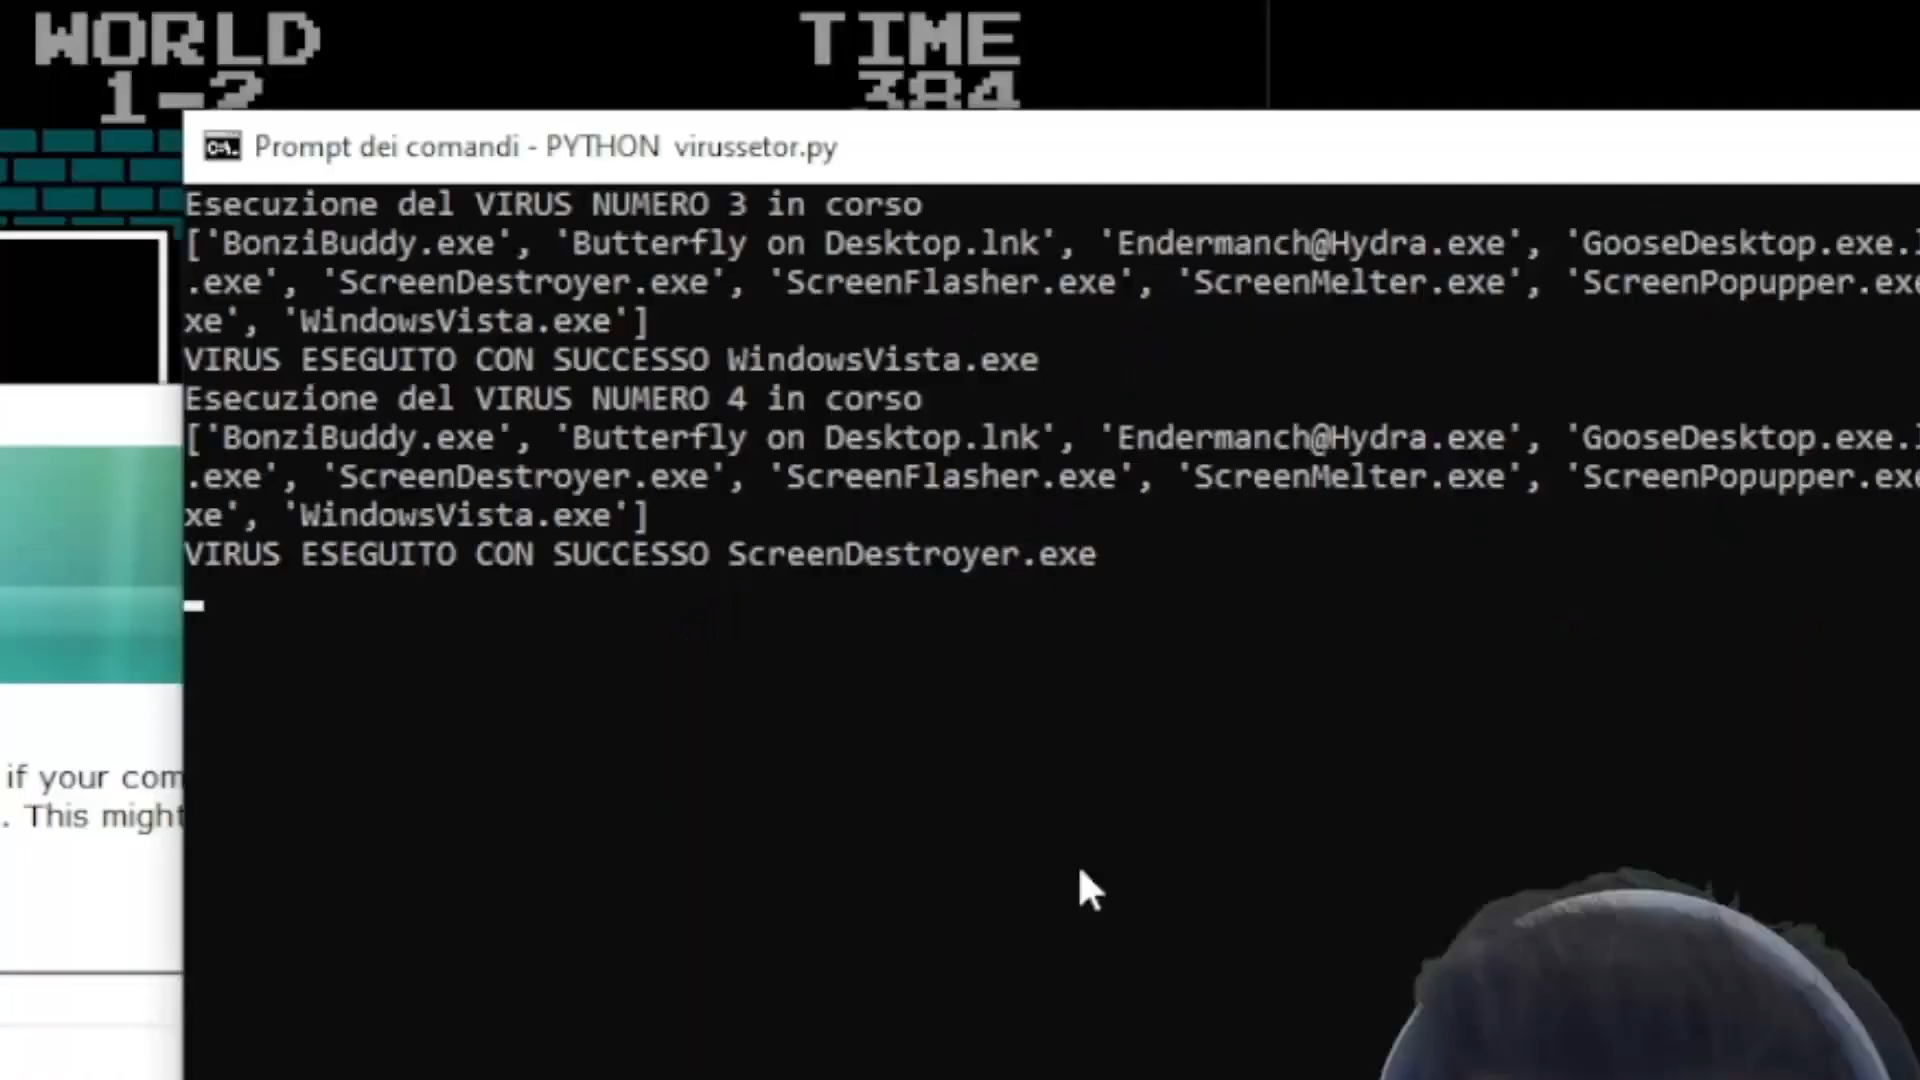 WORLD
1-2
TIME
384
Prompt dei comandi - PYTHON virussetor.py
Esecuzione del VIRUS NUMERO 3 in corso
['BonziBuddy.exe', 'Butterfly on Desktop.lnk', 'Endermanch@Hydra.exe', 'GooseDesktop.exe.
.exe', 'ScreenDestroyer.exe', 'ScreenFlasher.exe', 'ScreenMelter.exe', 'ScreenPopupper.exe
xe', 'WindowsVista.exe']
VIRUS ESEGUITO CON SUCCESSO WindowsVista.exe
Esecuzione del VIRUS NUMERO 4 in corso
['BonziBuddy.exe', 'Butterfly on Desktop.lnk', 'Endermanch@Hydra.exe', 'GooseDesktop.exe.
.exe', 'ScreenDestroyer.exe', 'ScreenFlasher.exe', 'ScreenMelter.exe', 'ScreenPopupper.exe
xe', 'WindowsVista.exe']
VIRUS ESEGUITO CON SUCCESSO ScreenDestroyer.exe
if your com
. This might